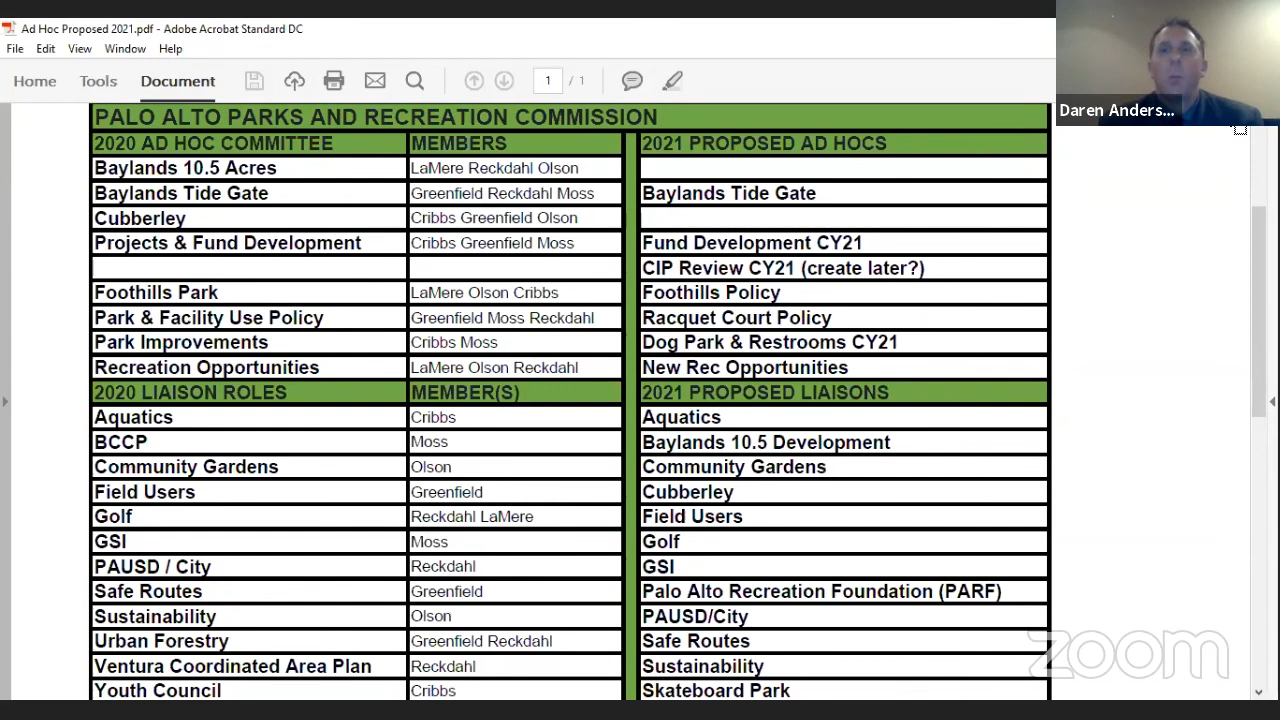 Ad Hoc Proposed 2021.pdf - Adobe Acrobat Standard DC
File Edit View Window Help
Home Tools Document 1 / 1
Daren Anders...
PALO ALTO PARKS AND RECREATION COMMISSION
2020 AD HOC COMMITTEE MEMBERS 2021 PROPOSED AD HOCS
Baylands 10.5 Acres LaMere Reckdahl Olson
Baylands Tide Gate Greenfield Reckdahl Moss Baylands Tide Gate
Cubberley Cribbs Greenfield Olson
Projects & Fund Development Cribbs Greenfield Moss Fund Development CY21
CIP Review CY21 (create later?)
Foothills Park LaMere Olson Cribbs Foothills Policy
Park & Facility Use Policy Greenfield Moss Reckdahl Racquet Court Policy
Park Improvements Cribbs Moss Dog Park & Restrooms CY21
Recreation Opportunities LaMere Olson Reckdahl New Rec Opportunities
2020 LIAISON ROLES MEMBER(S) 2021 PROPOSED LIAISONS
Aquatics Cribbs Aquatics
BCCP Moss Baylands 10.5 Development
Community Gardens Olson Community Gardens
Field Users Greenfield Cubberley
Golf Reckdahl LaMere Field Users
GSI Moss Golf
PAUSD / City Reckdahl GSI
Safe Routes Greenfield Palo Alto Recreation Foundation (PARF)
Sustainability Olson PAUSD/City
Urban Forestry Greenfield Reckdahl Safe Routes
Ventura Coordinated Area Plan Reckdahl Sustainability
Youth Council Cribbs Skateboard Park
zoom